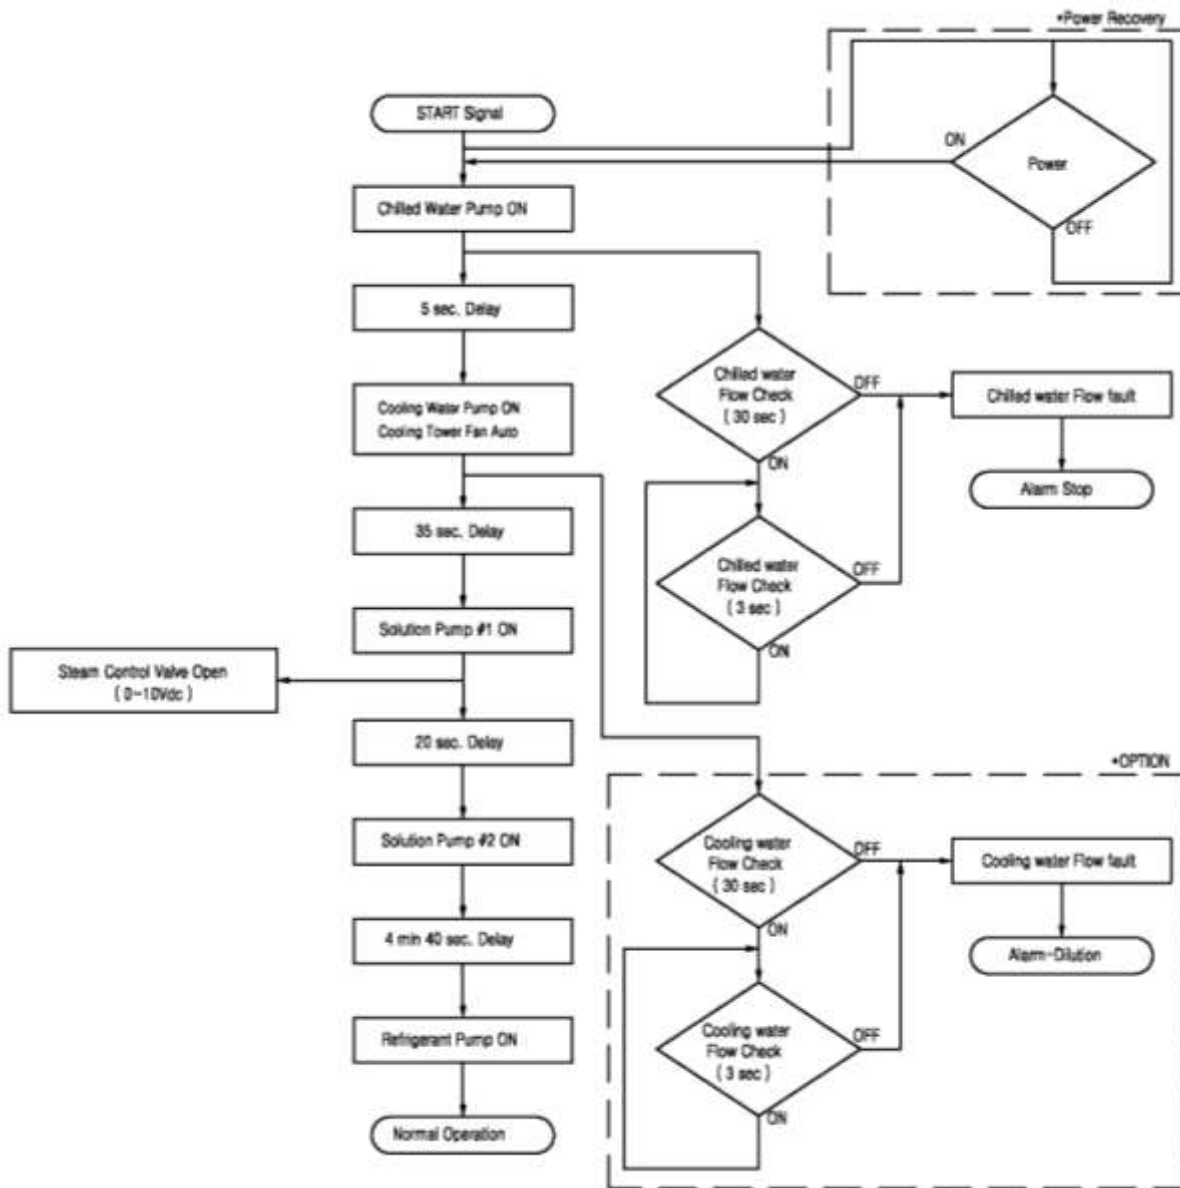 *Power Recovery
START Signal
ON
Power
OFF
Chilled Water Pump ON
5 sec. Delay
Chilled water
Flow Check
( 30 sec )
OFF
Chilled water Flow fault
ON
Alarm Stop
Cooling Water Pump ON
Cooling Tower Fan Auto
35 sec. Delay
Chilled water
Flow Check
( 3 sec )
OFF
ON
Solution Pump #1 ON
Steam Control Valve Open
( 0~10Vdc )
20 sec. Delay
*OPTION
Solution Pump #2 ON
Cooling water
Flow Check
( 30 sec )
OFF
Cooling water Flow fault
ON
Alarm-Dilution
4 min 40 sec. Delay
Refrigerant Pump ON
Cooling water
Flow Check
( 3 sec )
OFF
ON
Normal Operation